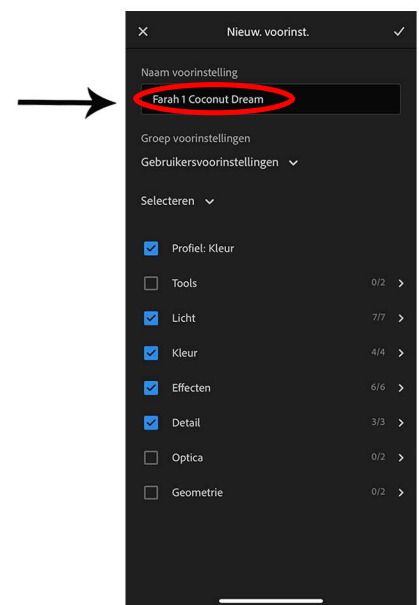 Nieuw. voorinst.
Naam voorinstelling
Farah 1 Coconut Dream
Groep voorinstellingen
Gebruikersvoorinstellingen
Selecteren
Profiel: Kleur
Tools 0/2
Licht 7/7
Kleur 4/4
Effecten 6/6
Detail 3/3
Optica 0/2
Geometrie 0/2